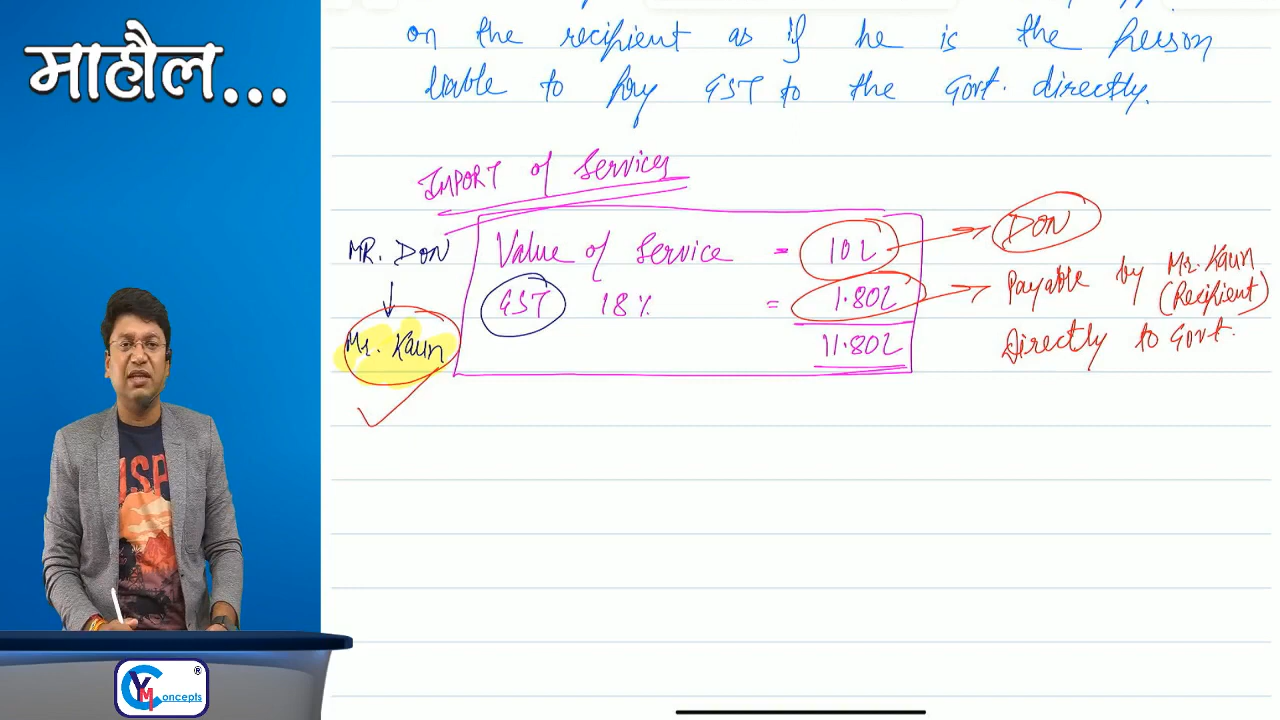 माहौल...
on the recipient as if he is the person
liable to pay GST to the Govt. directly.
IMPORT of Services
MR. DON
Mr. Kaun
Value of Service = 10L
GST 18% = 1.80L
11.80L
DON
Payable by Mr. Kaun
(Recipient)
Directly to Govt.
CYM Concepts ®